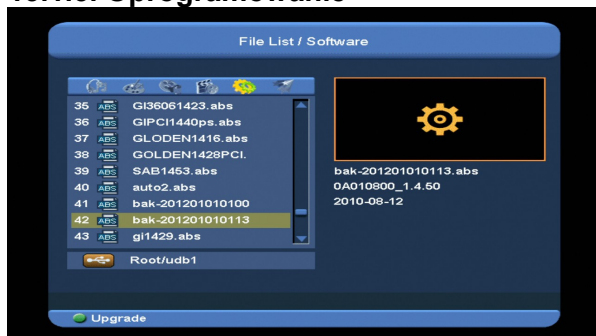 File List / Software
35 ABS GI36061423.abs
36 ABS GIPCI1440ps.abs
37 ABS GLODEN1416.abs
38 ABS GOLDEN1428PCI.
39 ABS SAB1453.abs
40 ABS auto2.abs
41 ABS bak-201201010100
42 ABS bak-201201010113
43 ABS gi1429.abs
bak-201201010113.abs
0A010800_1.4.50
2010-08-12
Root/udb1
Upgrade